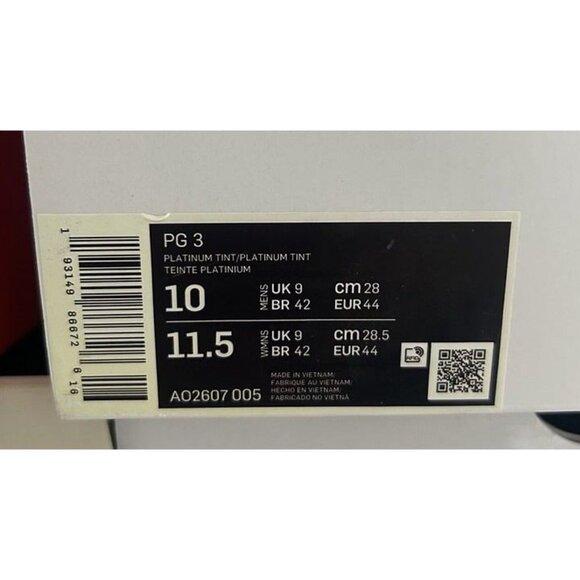 1 93149 86672 6 16
PG 3
PLATINUM TINT/PLATINUM TINT
TEINTE PLATINIUM
10 MENS UK 9 cm 28
BR 42 EUR 44
11.5 WMNS UK 9 cm 28.5
BR 42 EUR 44
MADE IN VIETNAM/
FABRIQUE AU VIETNAM/
HECHO EN VIETNAM/
FABRICADO NO VIETNÃ
AO2607 005